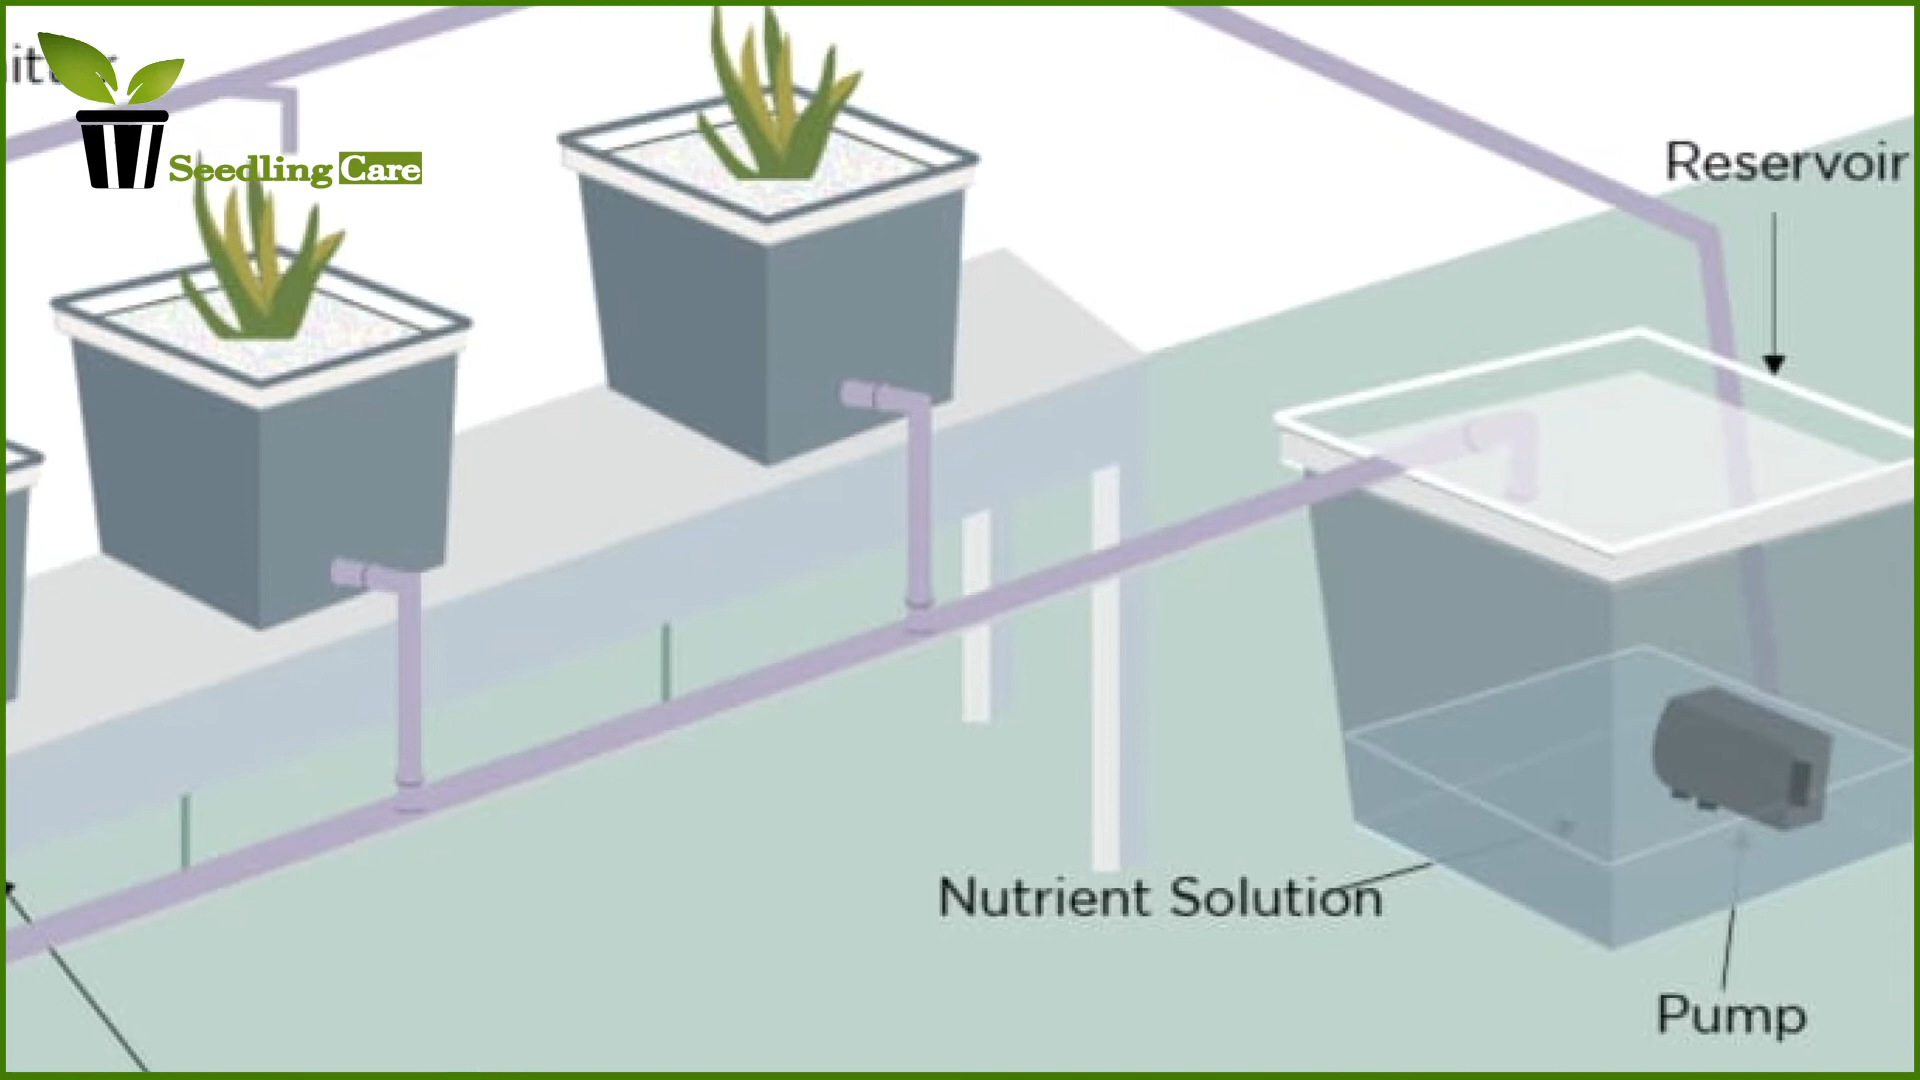 Seedling Care
Reservoir
Nutrient Solution
Pump